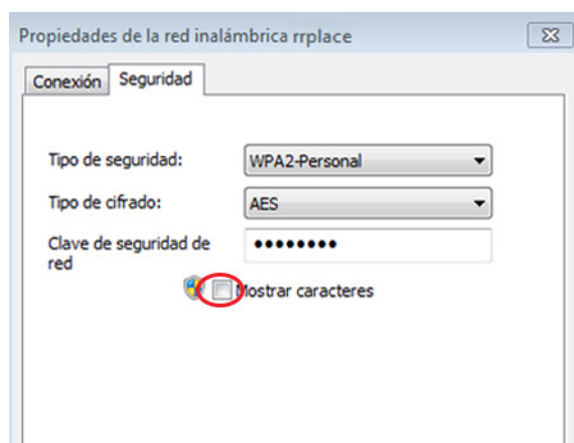 Propiedades de la red inalámbrica rrplace
Conexión Seguridad
Tipo de seguridad: WPA2-Personal
Tipo de cifrado: AES
Clave de seguridad de ••••••••
red
Mostrar caracteres